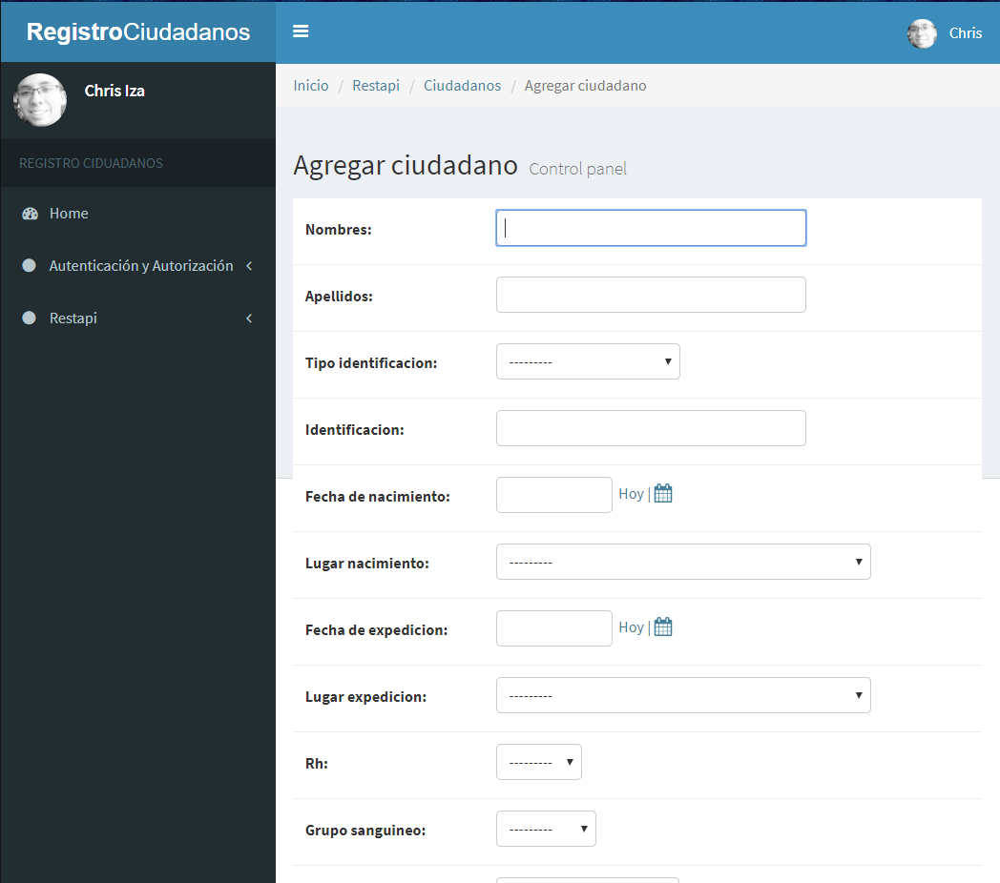 RegistroCiudadanos
Chris
Chris Iza
Inicio / Restapi / Ciudadanos / Agregar ciudadano
REGISTRO CIDUADANOS
Home
Autenticación y Autorización
Restapi
Agregar ciudadano Control panel
Nombres:
Apellidos:
Tipo identificacion: ---------
Identificacion:
Fecha de nacimiento: Hoy |
Lugar nacimiento: ---------
Fecha de expedicion: Hoy |
Lugar expedicion: ---------
Rh: ---------
Grupo sanguineo: ---------